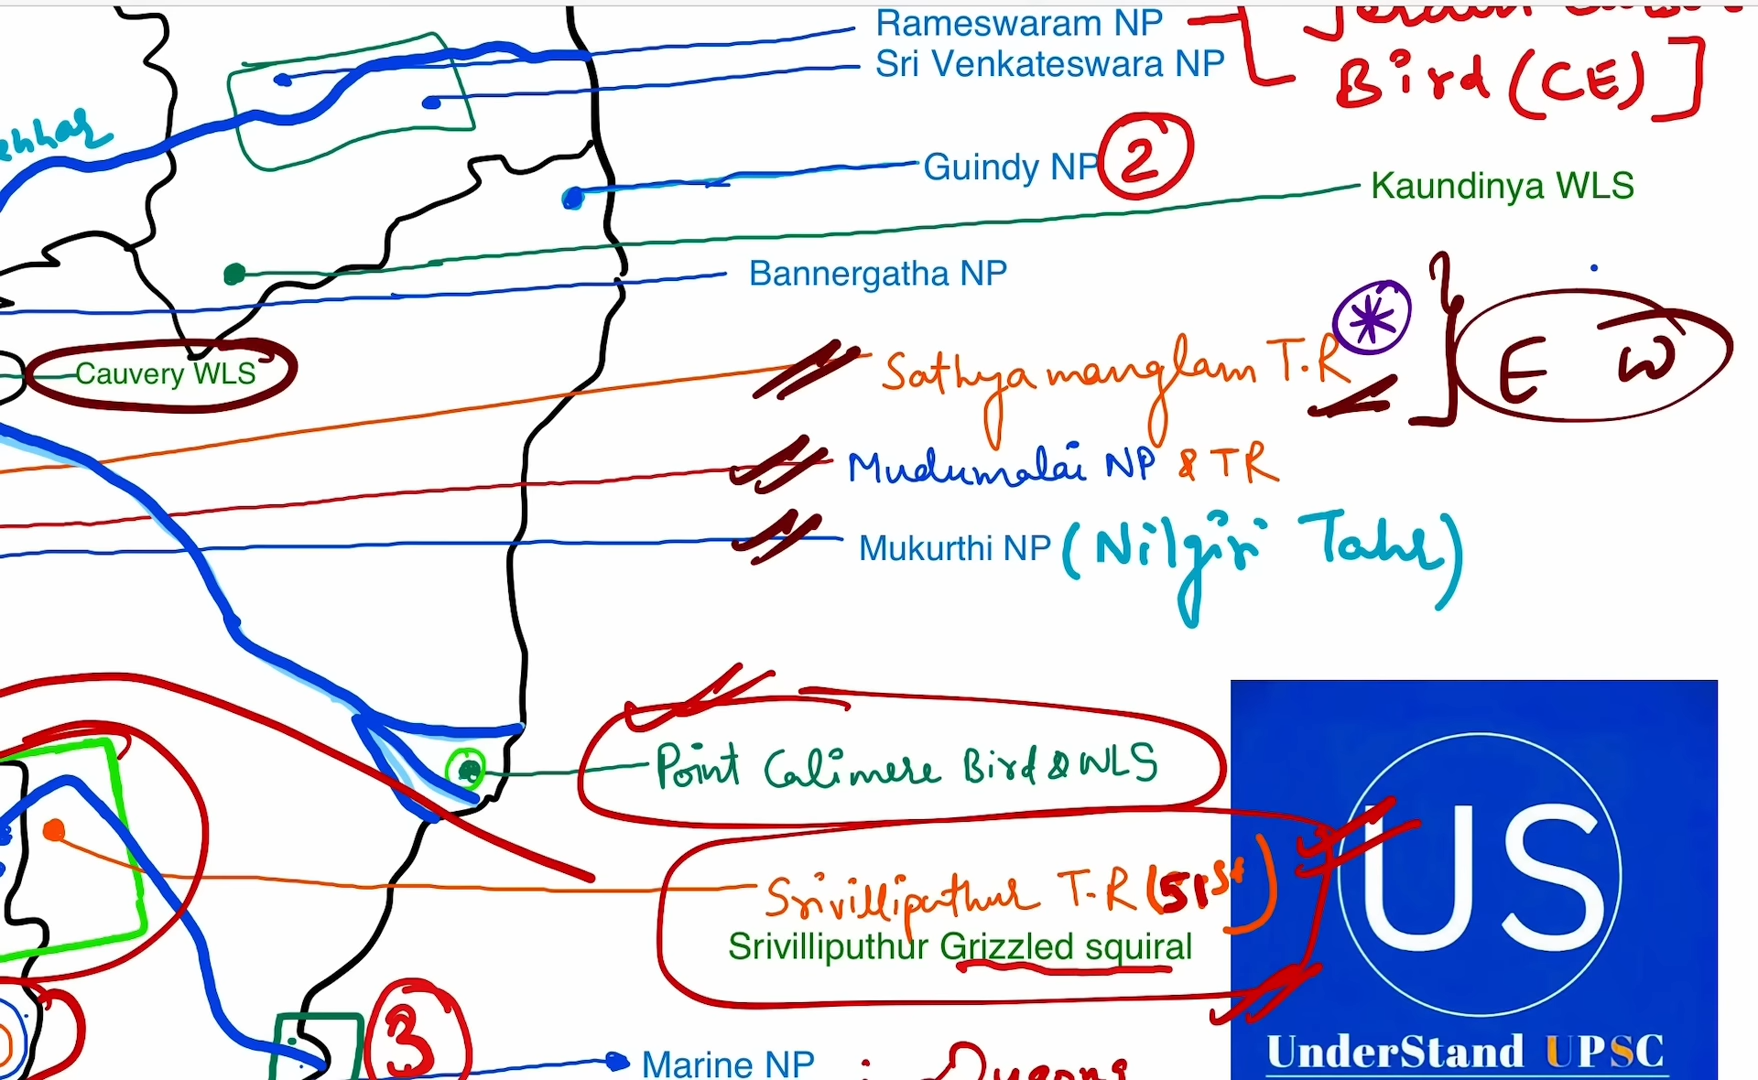 Rameswaram NP
Sri Venkateswara NP
Bird (CE)]
Guindy NP 2
Kaundinya WLS
Bannergatha NP
Cauvery WLS
Sathyamanglam T.R *
E W
Mudumalai NP & TR
Mukurthi NP (Nilgiri Tahr)
Point Calimere Bird & WLS
Srivilliputhur T-R (51st)
Srivilliputhur Grizzled squiral
US
3
UnderStand UPSC
Marine NP : Dugong